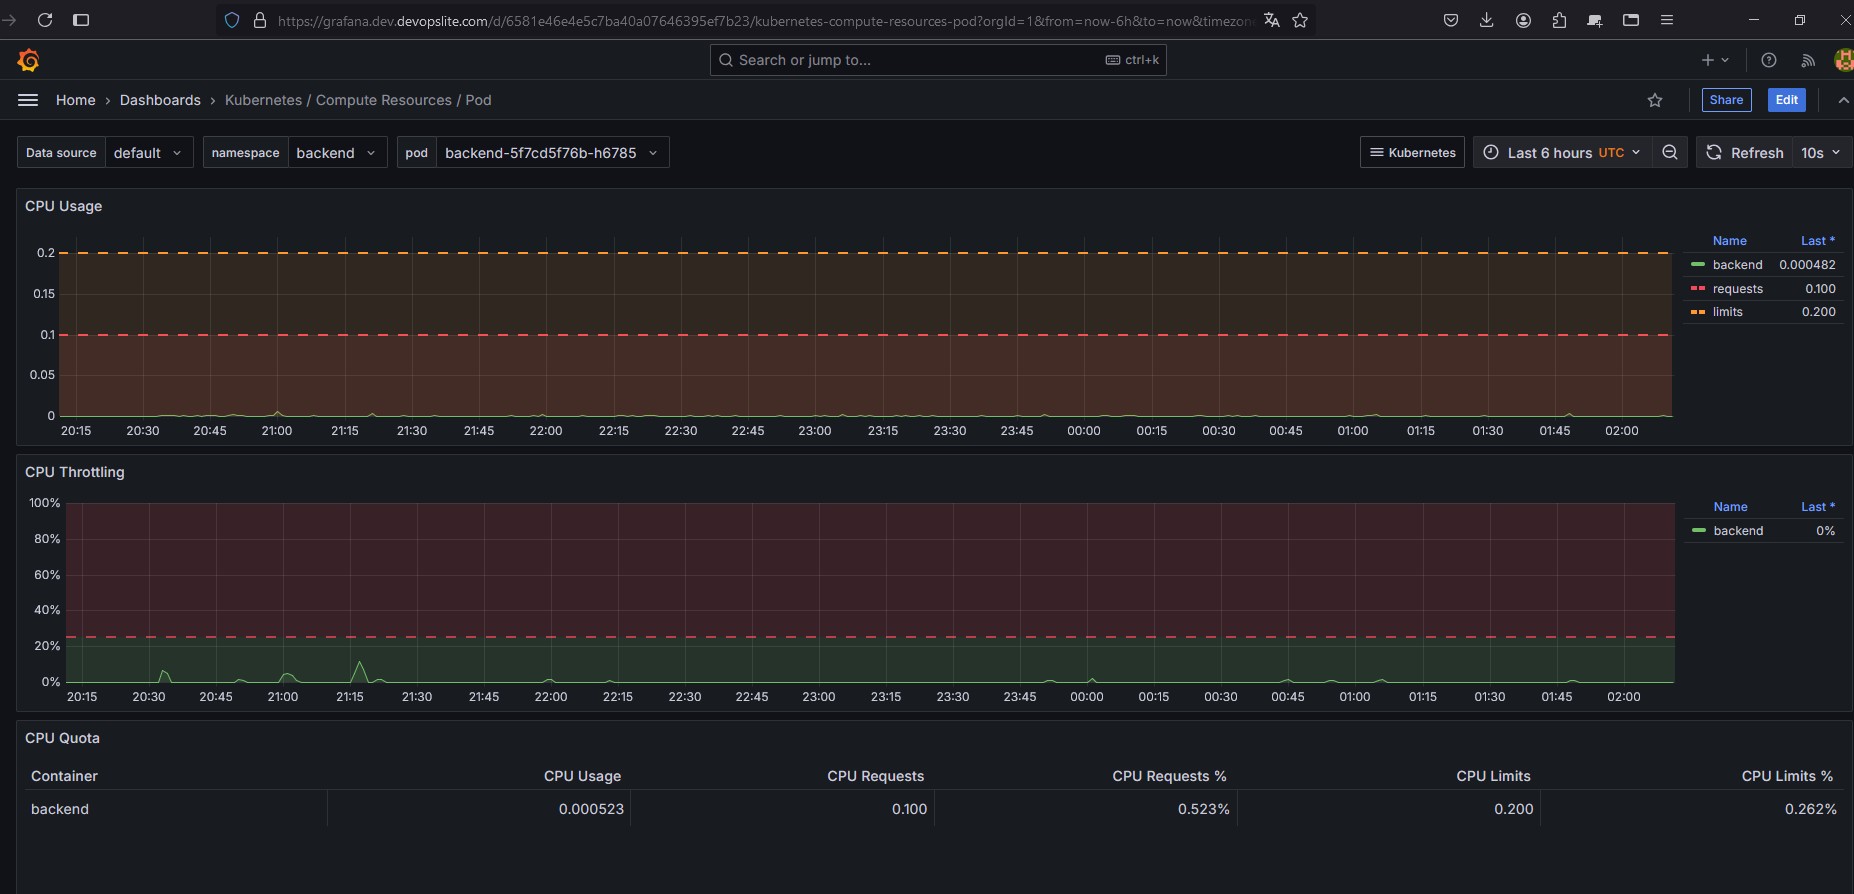 https://grafana.dev.devopslite.com/d/6581e46e4e5c7ba40a07646395ef7b23/kubernetes-compute-resources-pod?orgId=1&from=now-6h&to=now&timezon
Search or jump to... ctrl+k
Home › Dashboards › Kubernetes / Compute Resources / Pod Share Edit
Data source default namespace backend pod backend-5f7cd5f76b-h6785 Kubernetes Last 6 hours UTC Refresh 10s
CPU Usage
0.2
0.15
0.1
0.05
0
20:15 20:30 20:45 21:00 21:15 21:30 21:45 22:00 22:15 22:30 22:45 23:00 23:15 23:30 23:45 00:00 00:15 00:30 00:45 01:00 01:15 01:30 01:45 02:00
Name Last *
backend 0.000482
requests 0.100
limits 0.200
CPU Throttling
100%
80%
60%
40%
20%
0%
20:15 20:30 20:45 21:00 21:15 21:30 21:45 22:00 22:15 22:30 22:45 23:00 23:15 23:30 23:45 00:00 00:15 00:30 00:45 01:00 01:15 01:30 01:45 02:00
Name Last *
backend 0%
CPU Quota
Container CPU Usage CPU Requests CPU Requests % CPU Limits CPU Limits %
backend 0.000523 0.100 0.523% 0.200 0.262%